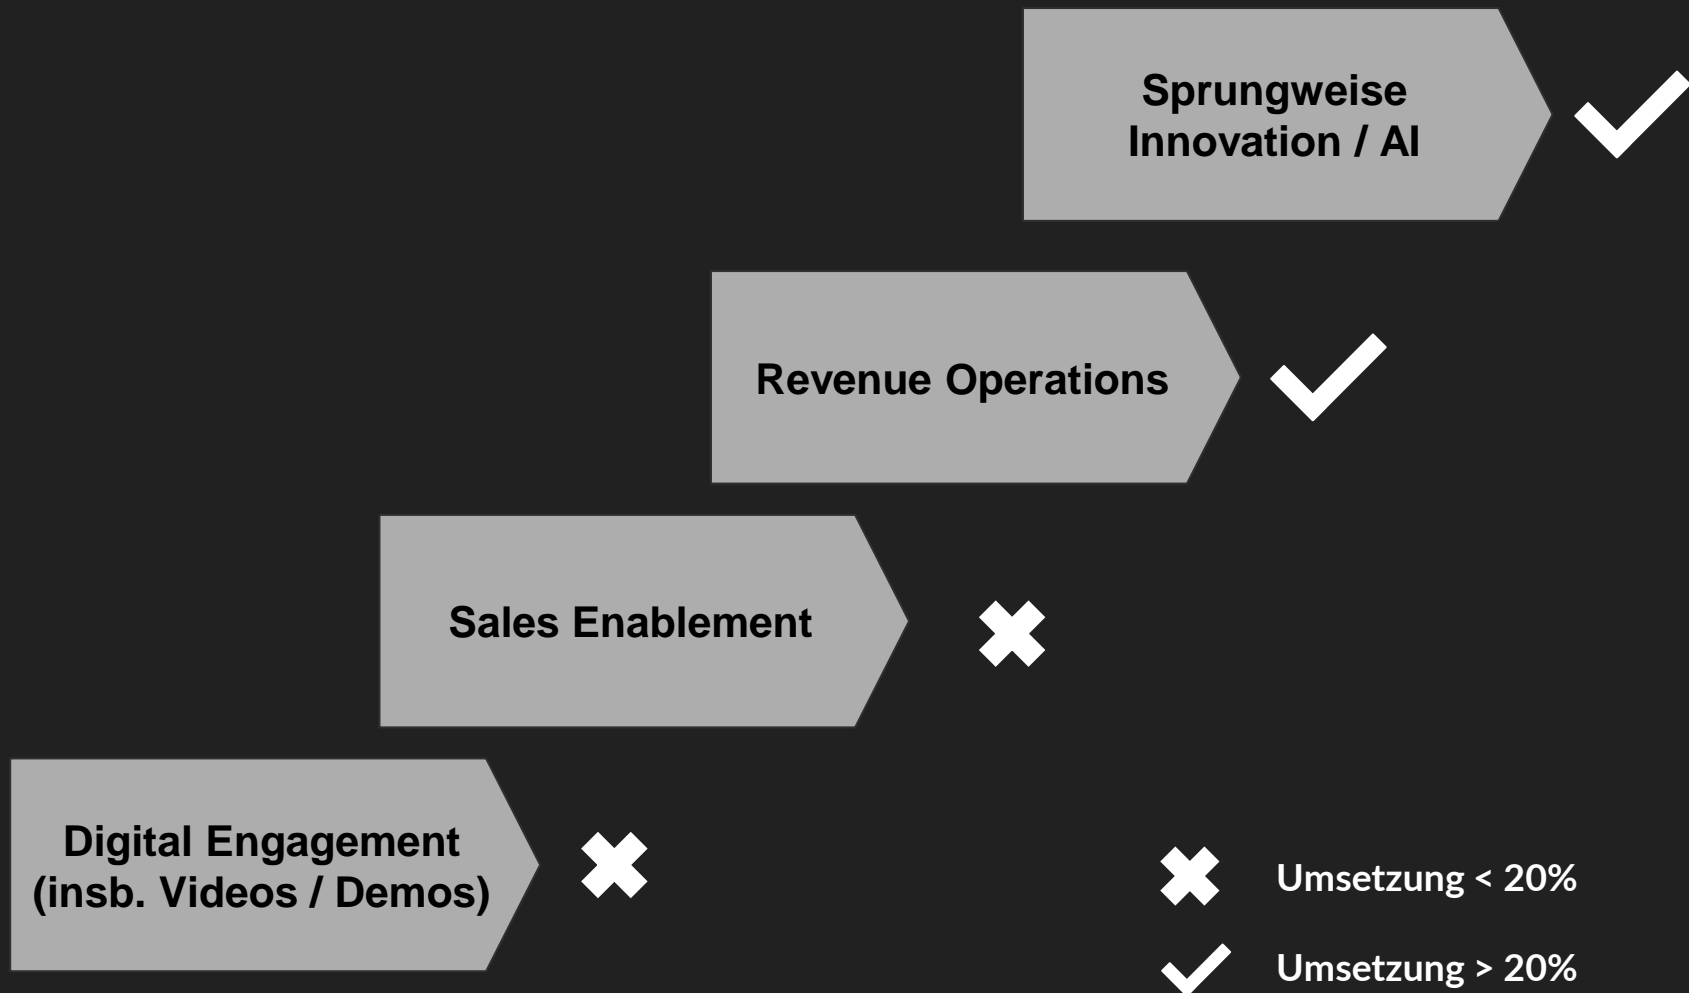 Sprungweise
Innovation / AI
Revenue Operations
Sales Enablement
Digital Engagement
(insb. Videos / Demos)
Umsetzung < 20%
Umsetzung > 20%